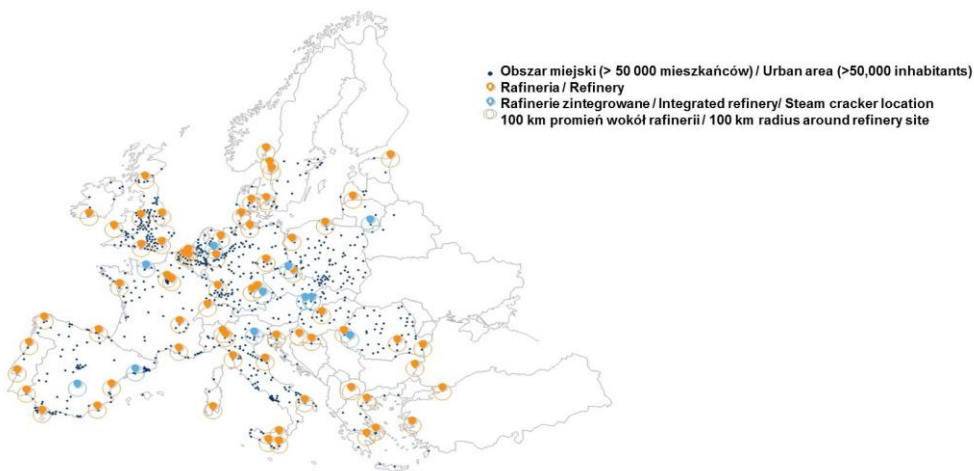 Obszar miejski (> 50 000 mieszkańców) / Urban area (>50,000 inhabitants)
Rafineria / Refinery
Rafinerie zintegrowane / Integrated refinery/ Steam cracker location
100 km promień wokół rafinerii / 100 km radius around refinery site